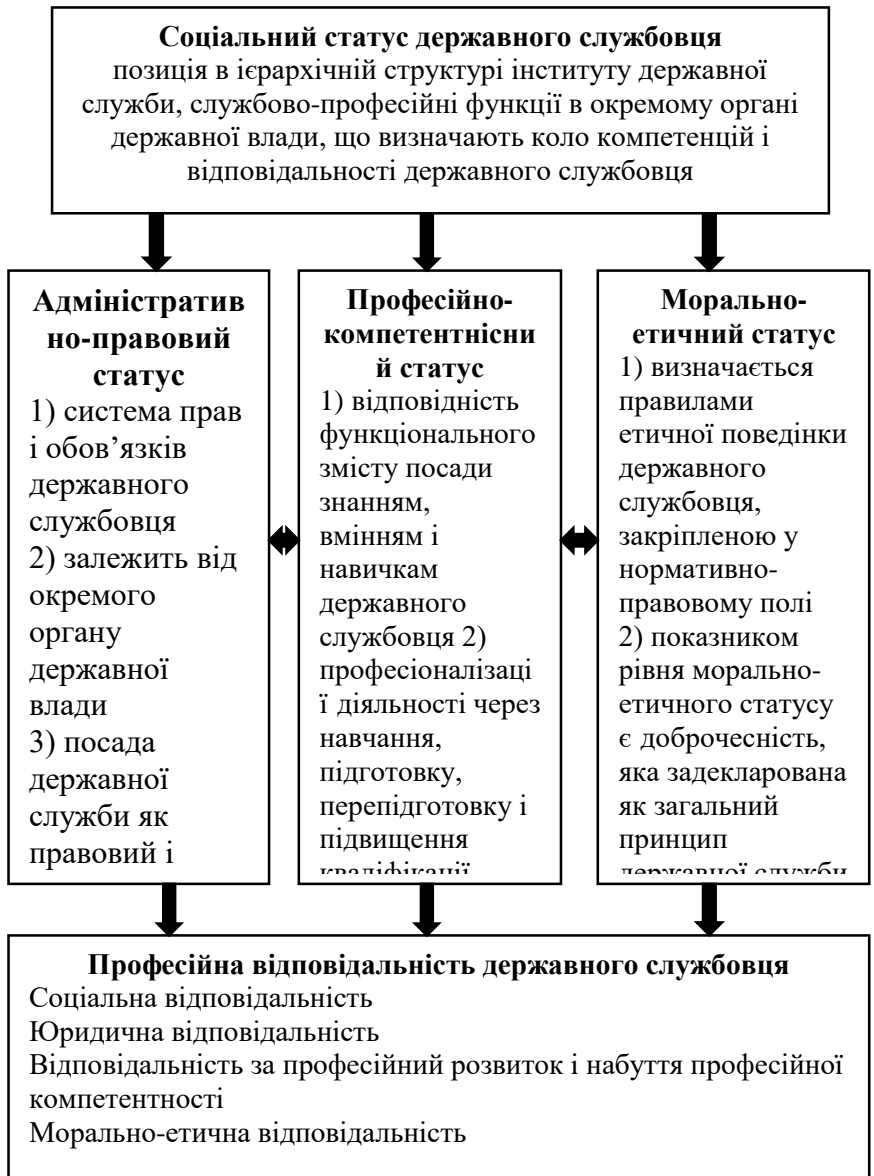 Соціальний статус державного службовця
позиція в ієрархічній структурі інституту державної
служби, службово-професійні функції в окремому органі
державної влади, що визначають коло компетенцій і
відповідальності державного службовця
Адміністратив
но-правовий
статус
1) система прав
і обов’язків
державного
службовця
2) залежить від
окремого
органу
державної
влади
3) посада
державної
служби як
правовий і
Професійно-
компетентнісни
й статус
1) відповідність
функціонального
змісту посади
знанням,
вмінням і
навичкам
державного
службовця 2)
професіоналізаці
ї діяльності через
навчання,
підготовку,
перепідготовку і
підвищення
кваліфікації
Морально-
етичний статус
1) визначається
правилами
етичної поведінки
державного
службовця,
закріпленою у
нормативно-
правовому полі
2) показником
рівня морально-
етичного статусу
є доброчесність,
яка задекларована
як загальний
принцип
державної служби
Професійна відповідальність державного службовця
Соціальна відповідальність
Юридична відповідальність
Відповідальність за професійний розвиток і набуття професійної
компетентності
Морально-етична відповідальність